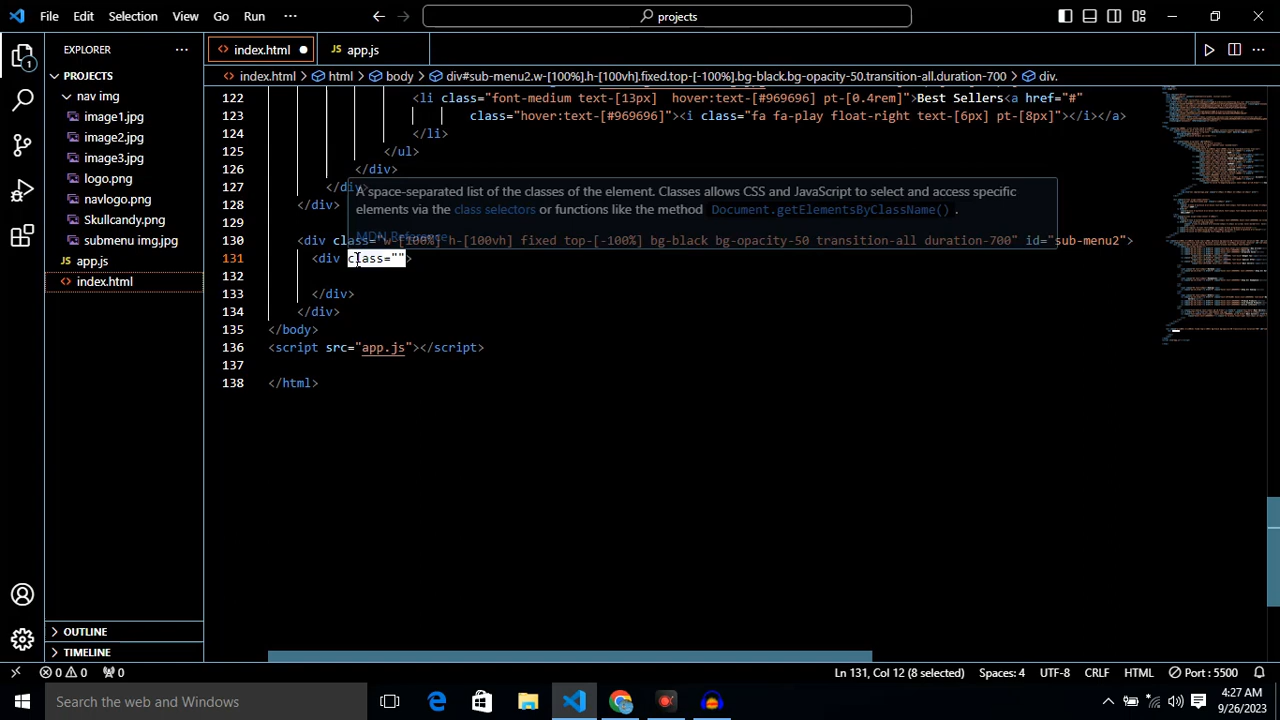 File Edit Selection View Go Run ··· projects
EXPLORER ···
index.html
JS app.js
PROJECTS
index.html > html > body > div#sub-menu2.w-[100%].h-[100vh].fixed.top-[-100%].bg-black.bg-opacity-50.transition-all.duration-700 > div.
nav img
image1.jpg
image2.jpg
image3.jpg
logo.png
navlogo.png
Skullcandy.png
submenu img.jpg
JS app.js
index.html
122 <li class="font-medium text-[13px] hover:text-[#969696] pt-[0.4rem]">Best Sellers<a href="#"
123 class="hover:text-[#969696]"><i class="fa fa-play float-right text-[8px] pt-[8px]"></i></a>
124 </li>
125 </ul>
126 </div>
127 </di
A space-separated list of the classes of the element. Classes allows CSS and JavaScript to select and access specific
128 </div>
elements via the class or functions like the method Document.getElementsByClassName().
129
MDN Reference
130 <div class="w-[100%] h-[100vh] fixed top-[-100%] bg-black bg-opacity-50 transition-all duration-700" id="sub-menu2">
131 <div class="">
132
133 </div>
134 </div>
135 </body>
136 <script src="app.js"></script>
137
138 </html>
OUTLINE
TIMELINE
0 0 0 Ln 131, Col 12 (8 selected) Spaces: 4 UTF-8 CRLF HTML Port : 5500
Search the web and Windows
4:27 AM
9/26/2023